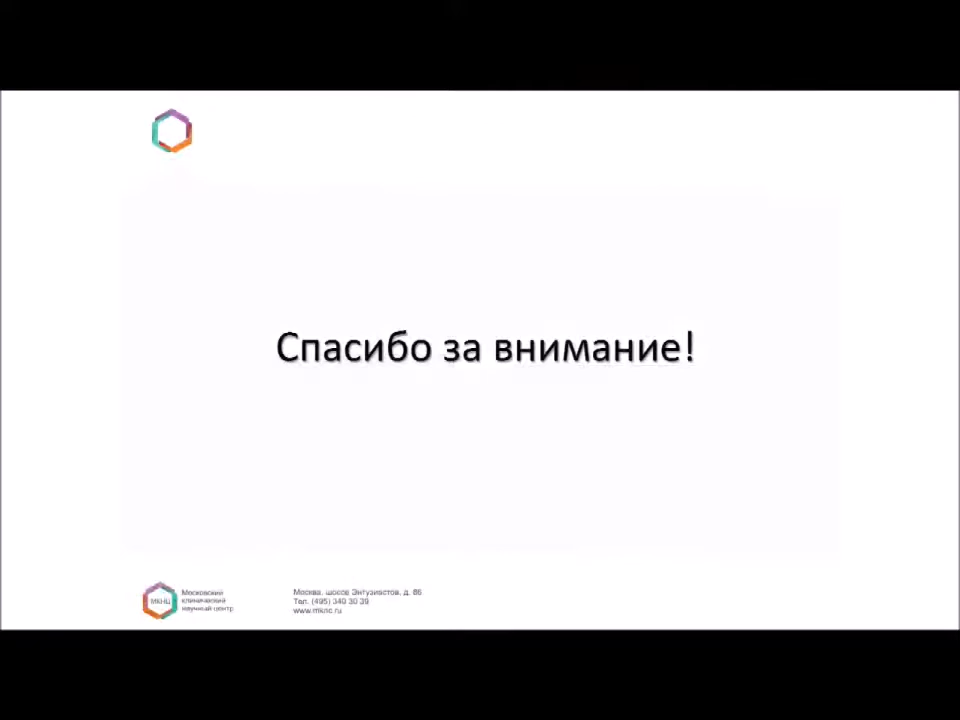 Спасибо за внимание!
МКНЦ
Московский
клинический
научный центр
Москва, шоссе Энтузиастов, д. 86
Тел. (495) 349 30 39
www.mknc.ru